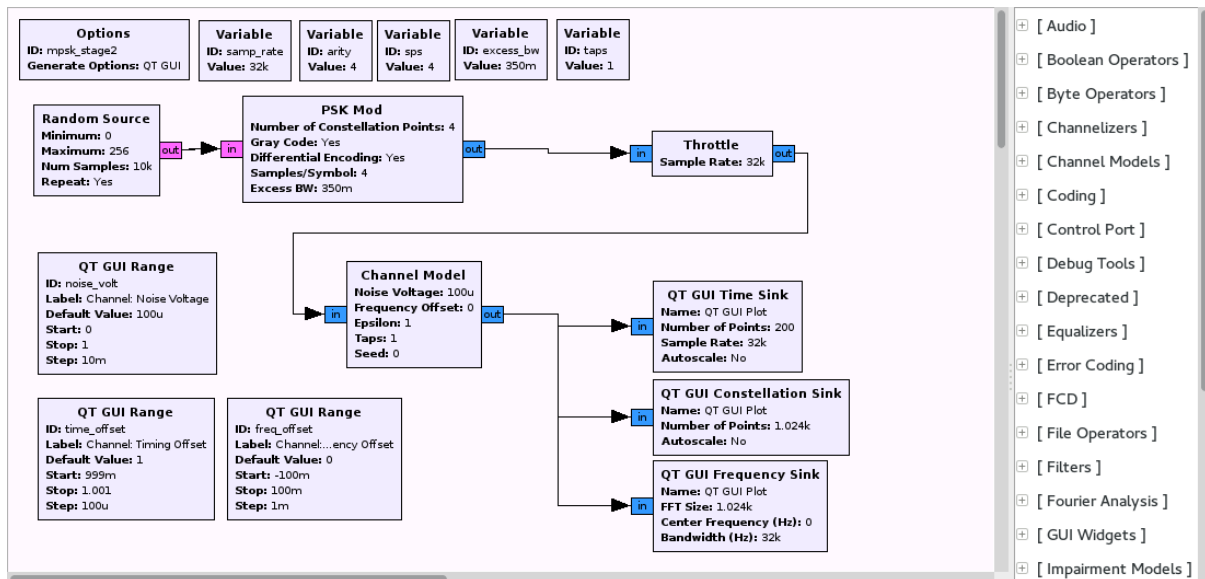 Options
ID: mpsk_stage2
Generate Options: QT GUI
Variable
ID: samp_rate
Value: 32k
Variable
ID: arity
Value: 4
Variable
ID: sps
Value: 4
Variable
ID: excess_bw
Value: 350m
Variable
ID: taps
Value: 1
Random Source
Minimum: 0
Maximum: 256
Num Samples: 10k
Repeat: Yes
out
in
PSK Mod
Number of Constellation Points: 4
Gray Code: Yes
Differential Encoding: Yes
Samples/Symbol: 4
Excess BW: 350m
out
in
Throttle
Sample Rate: 32k
out
QT GUI Range
ID: noise_volt
Label: Channel: Noise Voltage
Default Value: 100u
Start: 0
Stop: 1
Step: 10m
in
Channel Model
Noise Voltage: 100u
Frequency Offset: 0
Epsilon: 1
Taps: 1
Seed: 0
out
in
QT GUI Time Sink
Name: QT GUI Plot
Number of Points: 200
Sample Rate: 32k
Autoscale: No
QT GUI Range
ID: time_offset
Label: Channel: Timing Offset
Default Value: 1
Start: 999m
Stop: 1.001
Step: 100u
QT GUI Range
ID: freq_offset
Label: Channel:...ency Offset
Default Value: 0
Start: -100m
Stop: 100m
Step: 1m
in
QT GUI Constellation Sink
Name: QT GUI Plot
Number of Points: 1.024k
Autoscale: No
in
QT GUI Frequency Sink
Name: QT GUI Plot
FFT Size: 1.024k
Center Frequency (Hz): 0
Bandwidth (Hz): 32k
[ Audio ]
[ Boolean Operators ]
[ Byte Operators ]
[ Channelizers ]
[ Channel Models ]
[ Coding ]
[ Control Port ]
[ Debug Tools ]
[ Deprecated ]
[ Equalizers ]
[ Error Coding ]
[ FCD ]
[ File Operators ]
[ Filters ]
[ Fourier Analysis ]
[ GUI Widgets ]
[ Impairment Models ]